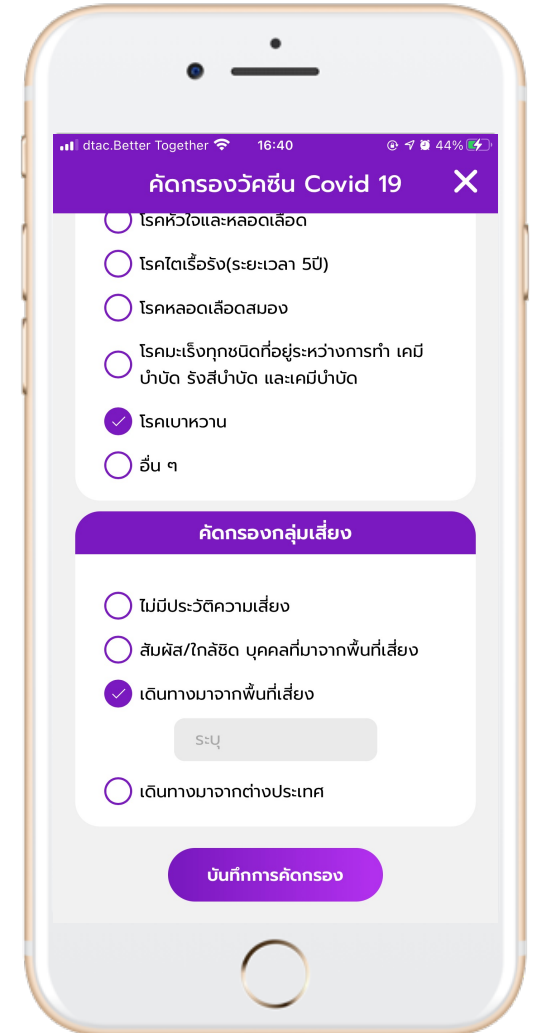 dtac.Better Together 16:40 44%
คัดกรองวัคซีน Covid 19
โรคหัวใจและหลอดเลือด
โรคไตเรื้อรัง(ระยะเวลา 5ปี)
โรคหลอดเลือดสมอง
โรคมะเร็งทุกชนิดที่อยู่ระหว่างการทำ เคมี
บำบัด รังสีบำบัด และเคมีบำบัด
โรคเบาหวาน
อื่น ๆ
คัดกรองกลุ่มเสี่ยง
ไม่มีประวัติความเสี่ยง
สัมผัส/ใกล้ชิด บุคคลที่มาจากพื้นที่เสี่ยง
เดินทางมาจากพื้นที่เสี่ยง
ระบุ
เดินทางมาจากต่างประเทศ
บันทึกการคัดกรอง